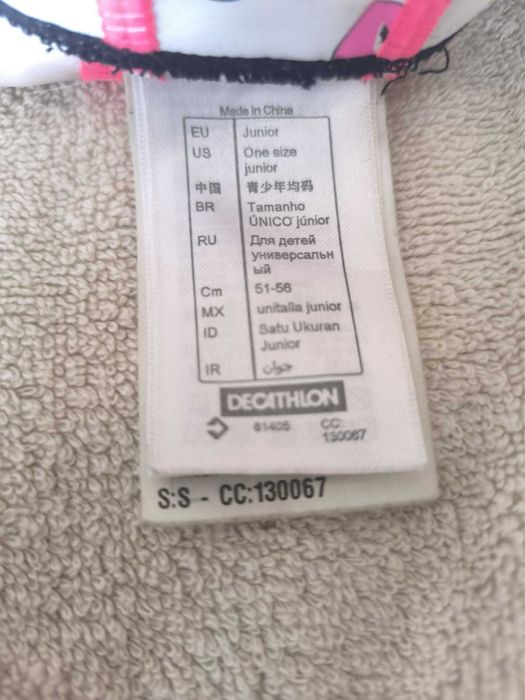 Made in China
EU Junior
US One size
junior
中国 青少年均码
BR Tamanho
ÚNICO júnior
RU Для детей
универсальн
ый
Cm 51-56
MX unitalla junior
ID Satu Ukuran
Junior
IR جوان
DECATHLON
61405 CC:
130067
S:S - CC:130067